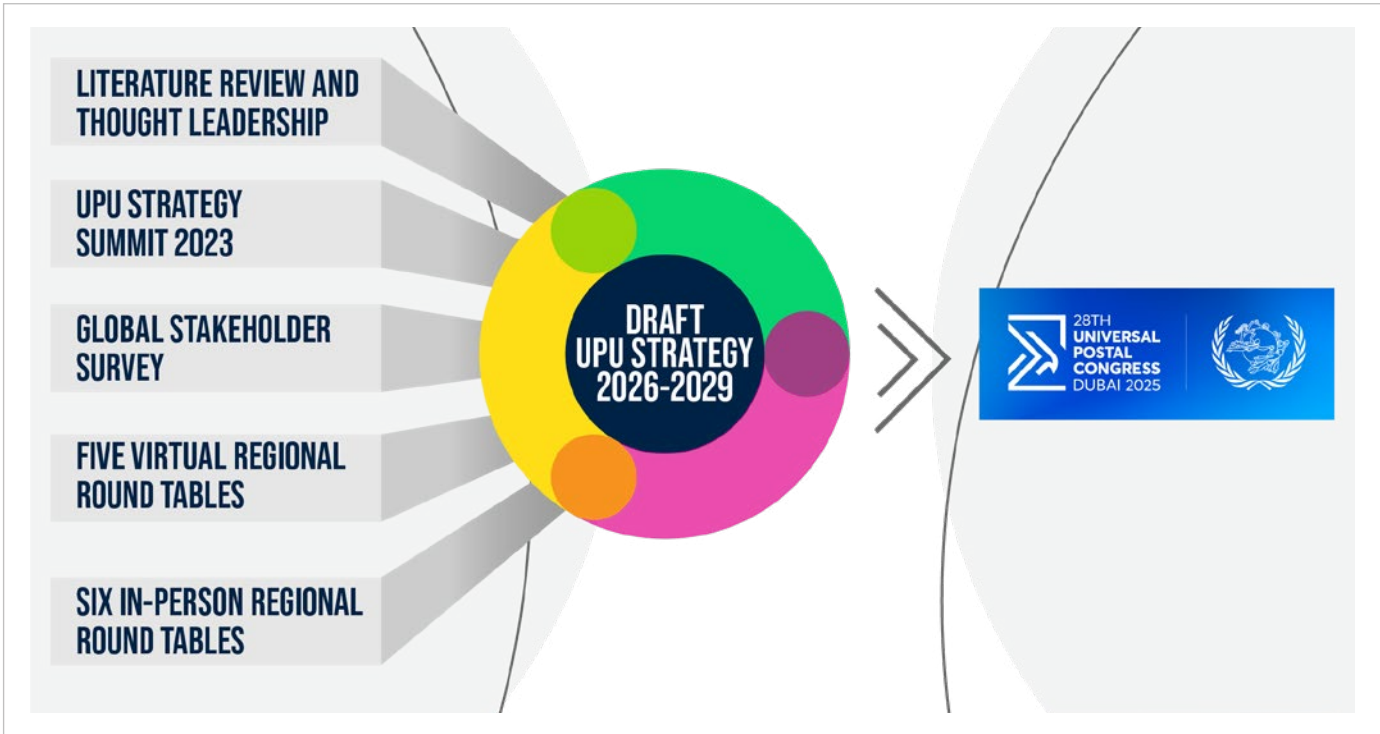 LITERATURE REVIEW AND
THOUGHT LEADERSHIP
UPU STRATEGY
SUMMIT 2023
GLOBAL STAKEHOLDER
SURVEY
FIVE VIRTUAL REGIONAL
ROUND TABLES
SIX IN-PERSON REGIONAL
ROUND TABLES
DRAFT
UPU STRATEGY
2026-2029
28TH
UNIVERSAL
POSTAL
CONGRESS
DUBAI 2025